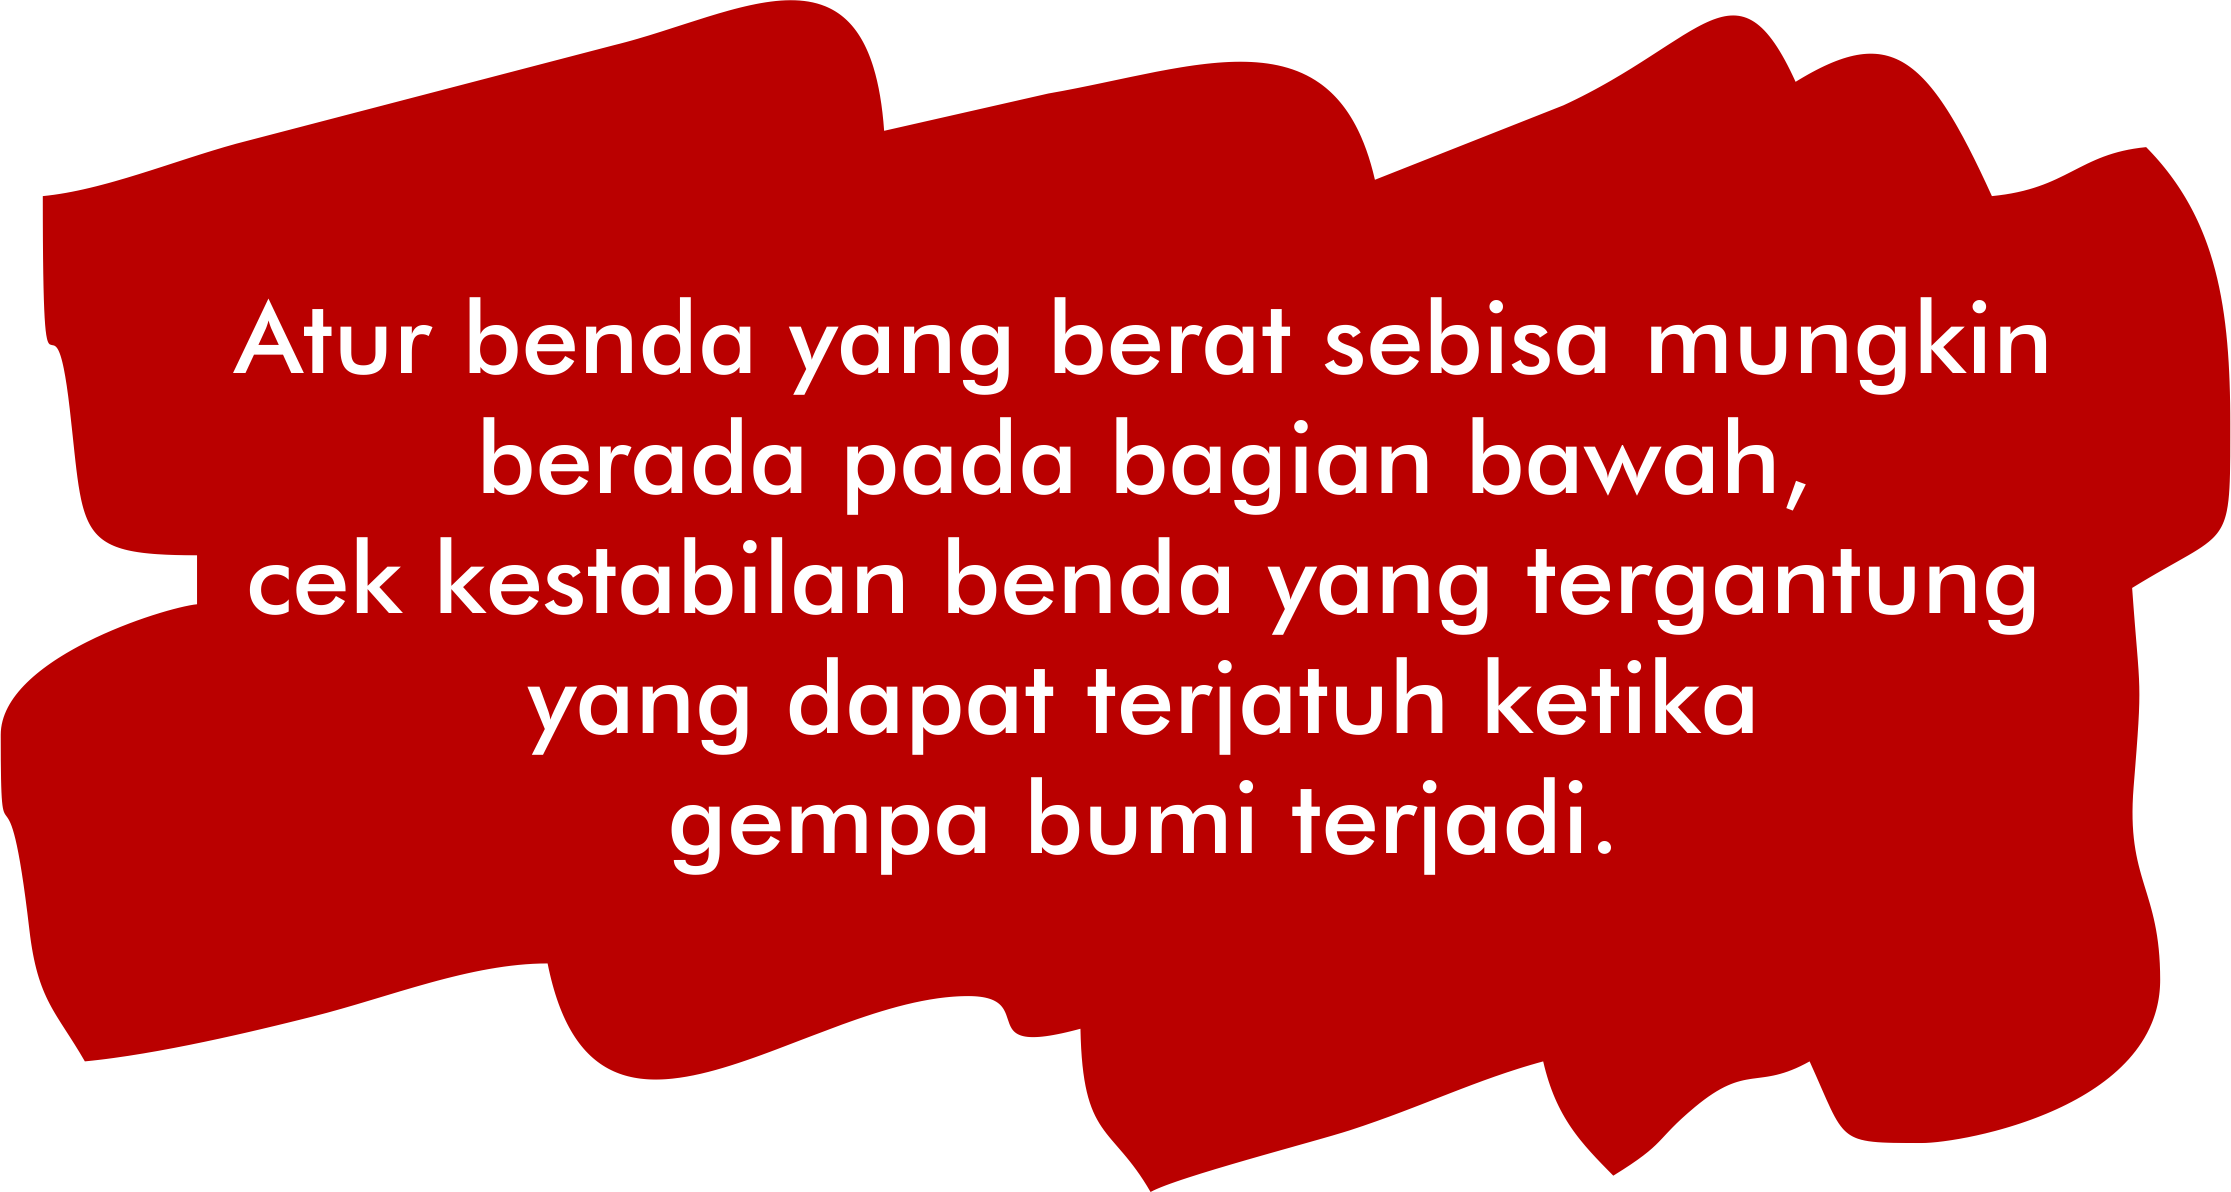 Atur benda yang berat sebisa mungkin
berada pada bagian bawah,
cek kestabilan benda yang tergantung
yang dapat terjatuh ketika
gempa bumi terjadi.